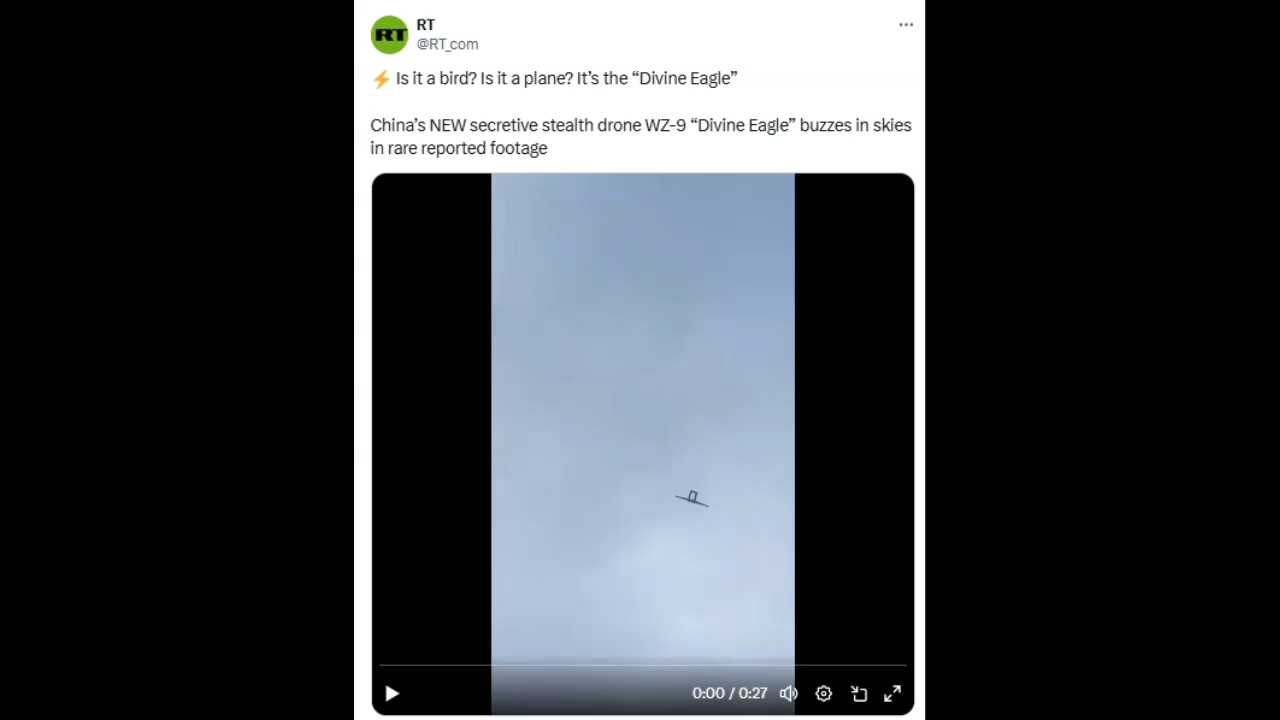 RT
RT
@RT_com
⚡ Is it a bird? Is it a plane? It’s the “Divine Eagle”
China’s NEW secretive stealth drone WZ-9 “Divine Eagle” buzzes in skies
in rare reported footage
0:00 / 0:27